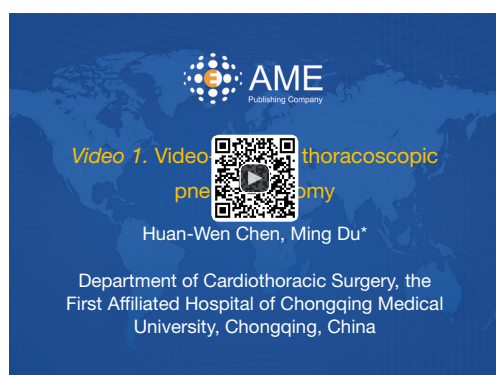 AME
Publishing Company
Video 1. Video- thoracoscopic
pne omy
Huan-Wen Chen, Ming Du*
Department of Cardiothoracic Surgery, the
First Affiliated Hospital of Chongqing Medical
University, Chongqing, China